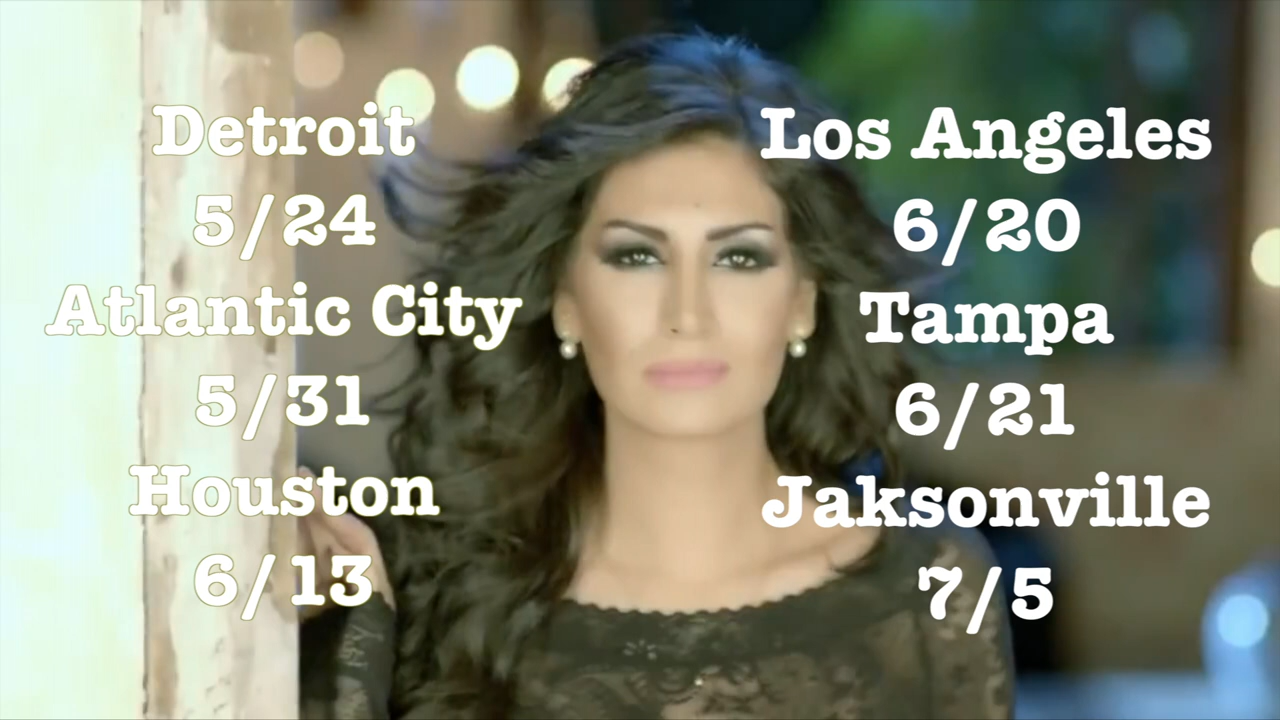 Detroit
5/24
Atlantic City
5/31
Houston
6/13
Los Angeles
6/20
Tampa
6/21
Jaksonville
7/5